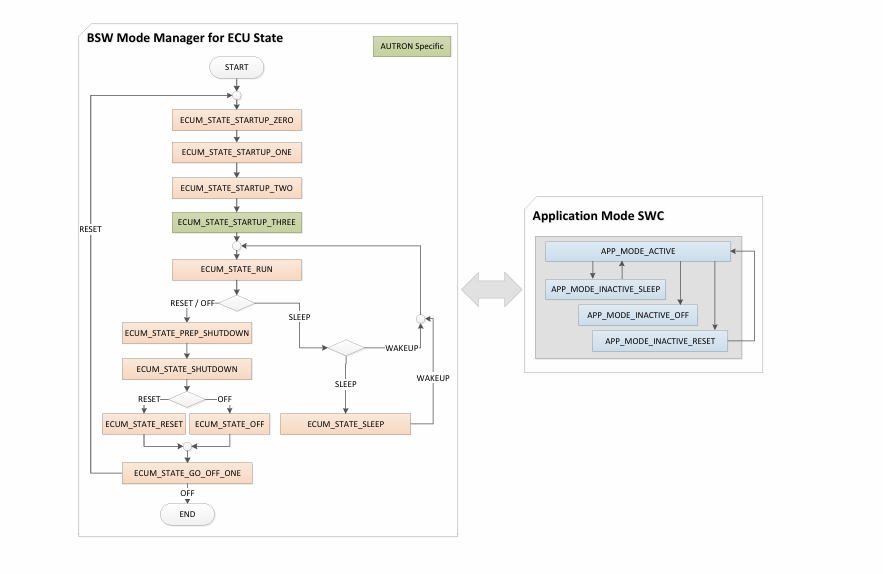 BSW Mode Manager for ECU State
AUTRON Specific
START
ECUM_STATE_STARTUP_ZERO
ECUM_STATE_STARTUP_ONE
ECUM_STATE_STARTUP_TWO
ECUM_STATE_STARTUP_THREE
RESET
ECUM_STATE_RUN
RESET / OFF
SLEEP
ECUM_STATE_PREP_SHUTDOWN
WAKEUP
ECUM_STATE_SHUTDOWN
WAKEUP
SLEEP
RESET
OFF
ECUM_STATE_RESET
ECUM_STATE_OFF
ECUM_STATE_SLEEP
ECUM_STATE_GO_OFF_ONE
OFF
END
Application Mode SWC
APP_MODE_ACTIVE
APP_MODE_INACTIVE_SLEEP
APP_MODE_INACTIVE_OFF
APP_MODE_INACTIVE_RESET